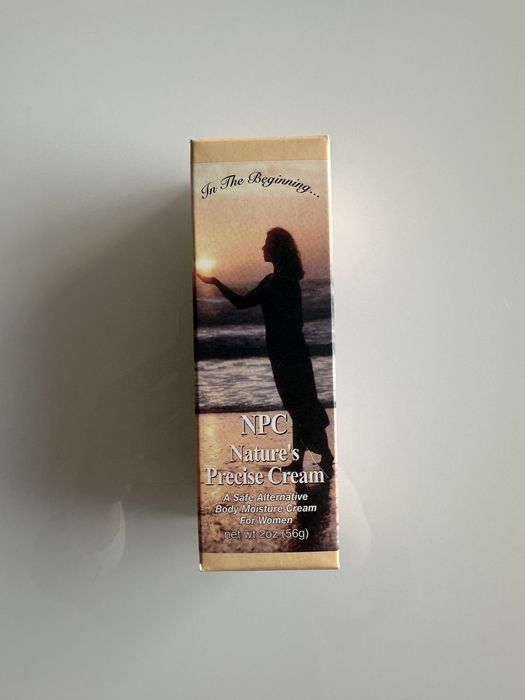 In The Beginning...
NPC
Nature's
Precise Cream
A Safe Alternative
Body Moisture Cream
For Women
net wt 2oz (56g)